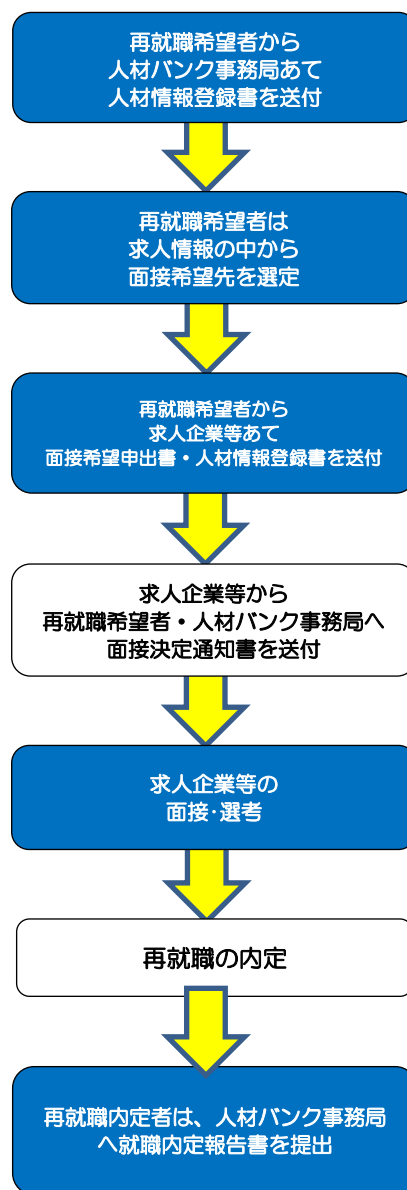 再就職希望者から
人材バンク事務局あて
人材情報登録書を送付
再就職希望者は
求人情報の中から
面接希望先を選定
再就職希望者から
求人企業等あて
面接希望申出書・人材情報登録書を送付
求人企業等から
再就職希望者・人材バンク事務局へ
面接決定通知書を送付
求人企業等の
面接・選考
再就職の内定
再就職内定者は、人材バンク事務局
へ就職内定報告書を提出